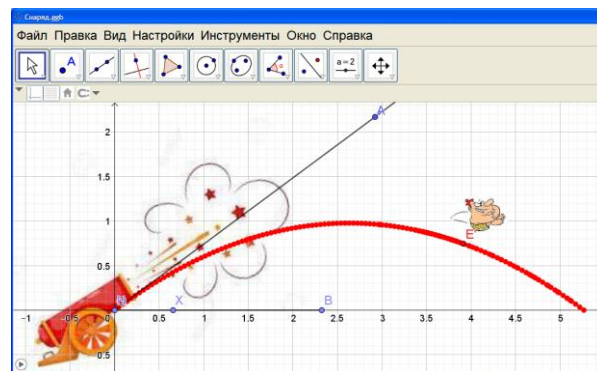 Снаряд.ggb
Файл Правка Вид Настройки Инструменты Окно Справка
A
a = 2
A
2
1.5
1
E
0.5
N X B
-1 -0.5 0 0.5 1 1.5 2 2.5 3 3.5 4 4.5 5
0.5